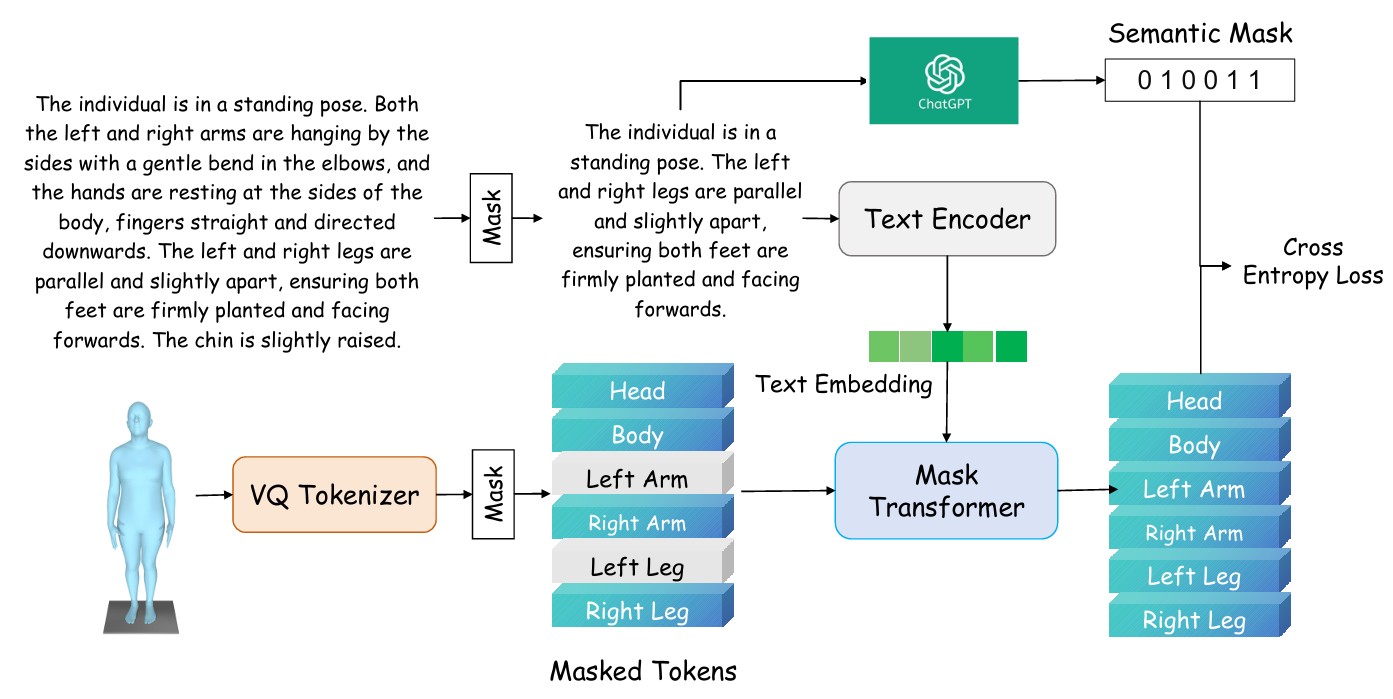 Semantic Mask
0 1 0 0 1 1
ChatGPT
The individual is in a standing pose. Both
the left and right arms are hanging by the
sides with a gentle bend in the elbows, and
the hands are resting at the sides of the
body, fingers straight and directed
downwards. The left and right legs are
parallel and slightly apart, ensuring both
feet are firmly planted and facing
forwards. The chin is slightly raised.
Mask
The individual is in a
standing pose. The left
and right legs are parallel
and slightly apart,
ensuring both feet are
firmly planted and facing
forwards.
Text Encoder
Cross
Entropy Loss
Text Embedding
VQ Tokenizer
Mask
Head
Body
Left Arm
Right Arm
Left Leg
Right Leg
Masked Tokens
Mask
Transformer
Head
Body
Left Arm
Right Arm
Left Leg
Right Leg